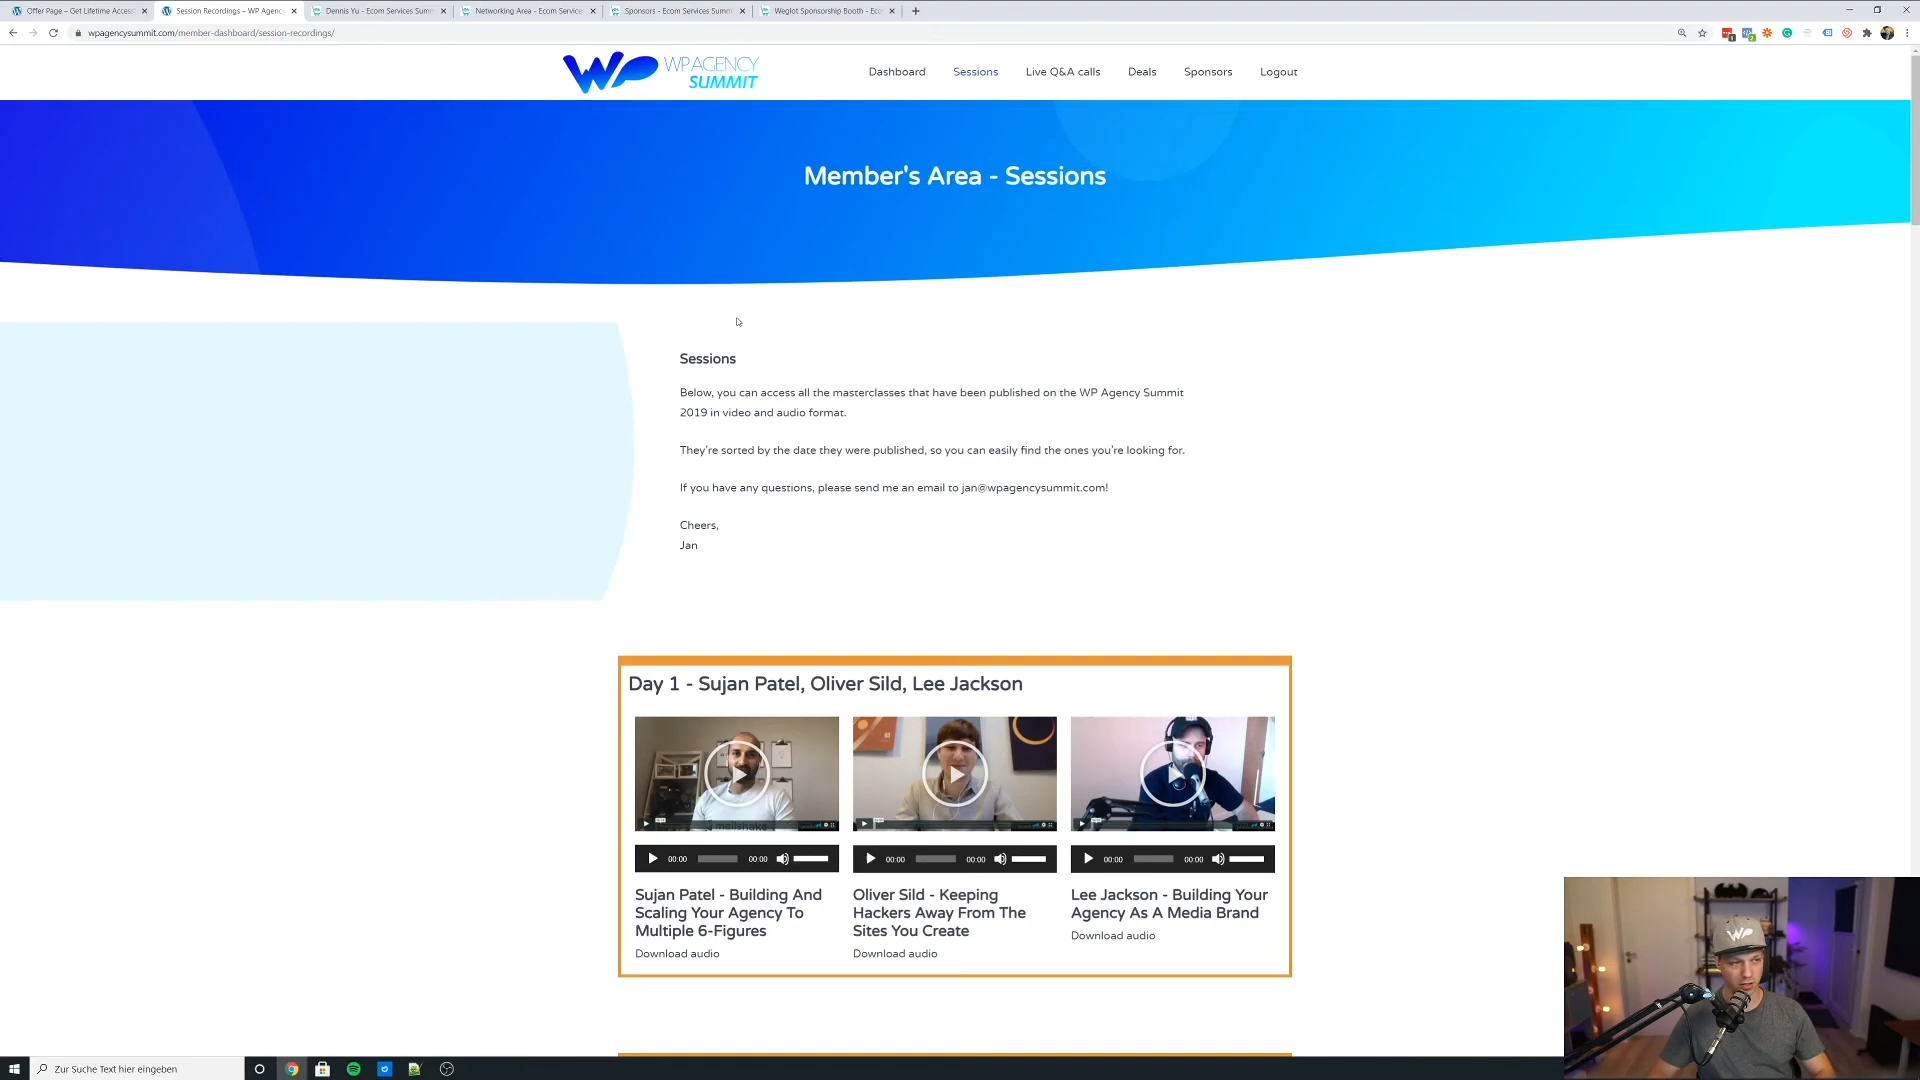 Offer Page – Get Lifetime Access
Session Recordings – WP Agency
Dennis Yu - Ecom Services Summ
Networking Area - Ecom Service
Sponsors - Ecom Services Summ
Weglot Sponsorship Booth - Ec
wpagencysummit.com/member-dashboard/session-recordings/
WP AGENCY
SUMMIT
Dashboard
Sessions
Live Q&A calls
Deals
Sponsors
Logout
Member's Area - Sessions
Sessions
Below, you can access all the masterclasses that have been published on the WP Agency Summit
2019 in video and audio format.
They're sorted by the date they were published, so you can easily find the ones you're looking for.
If you have any questions, please send me an email to jan@wpagencysummit.com!
Cheers,
Jan
Day 1 - Sujan Patel, Oliver Sild, Lee Jackson
00:00 00:00
00:00 00:00
00:00 00:00
Sujan Patel - Building And
Scaling Your Agency To
Multiple 6-Figures
Download audio
Oliver Sild - Keeping
Hackers Away From The
Sites You Create
Download audio
Lee Jackson - Building Your
Agency As A Media Brand
Download audio
WP
Zur Suche Text hier eingeben